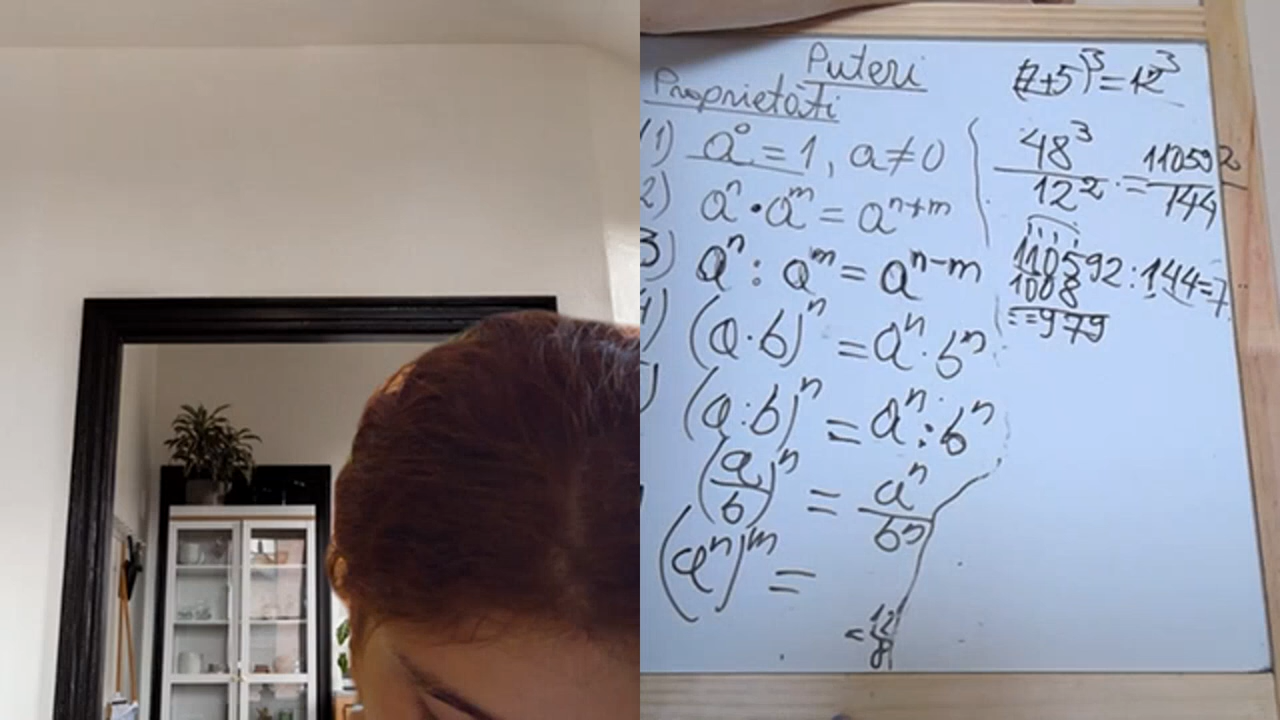 Puteri
Proprietăți
1) a⁰ = 1, a ≠ 0
2) aⁿ · aᵐ = aⁿ⁺ᵐ
3) aⁿ : aᵐ = aⁿ⁻ᵐ
4) (a·b)ⁿ = aⁿ · bⁿ
) (a:b)ⁿ = aⁿ : bⁿ
(a/b)ⁿ = aⁿ/bⁿ
(aⁿ)ᵐ =
(7+5)³ = 12³
48³/12² = 110592/144
110592 : 144 = 7
1008
== 979